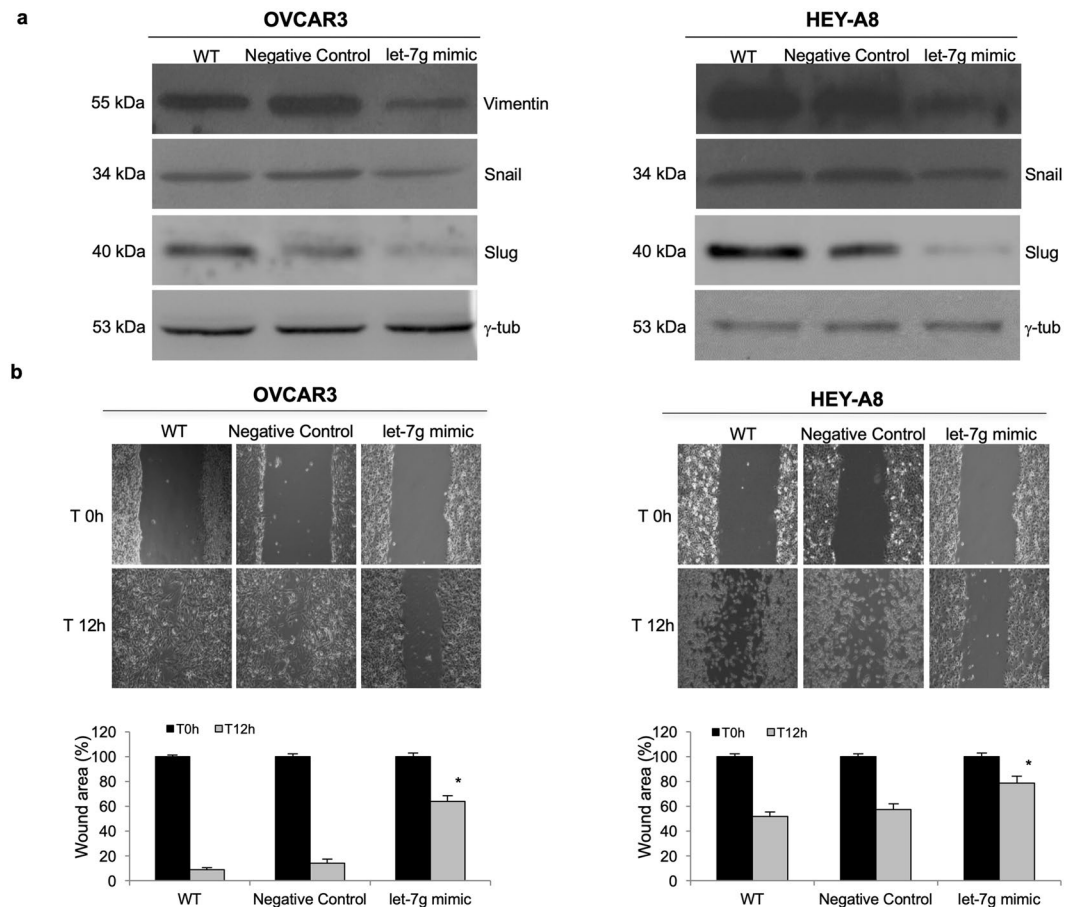 a
OVCAR3
HEY-A8
WT Negative Control let-7g mimic
WT Negative Control let-7g mimic
55 kDa Vimentin
34 kDa Snail
34 kDa Snail
40 kDa Slug
40 kDa Slug
53 kDa γ-tub
53 kDa γ-tub
b
OVCAR3
HEY-A8
WT Negative Control let-7g mimic
WT Negative Control let-7g mimic
T 0h
T 0h
T 12h
T 12h
T0h T12h
Wound area (%)
120
100
80
60
40
20
0
*
WT Negative Control let-7g mimic
T0h T12h
Wound area (%)
120
100
80
60
40
20
0
*
WT Negative Control let-7g mimic